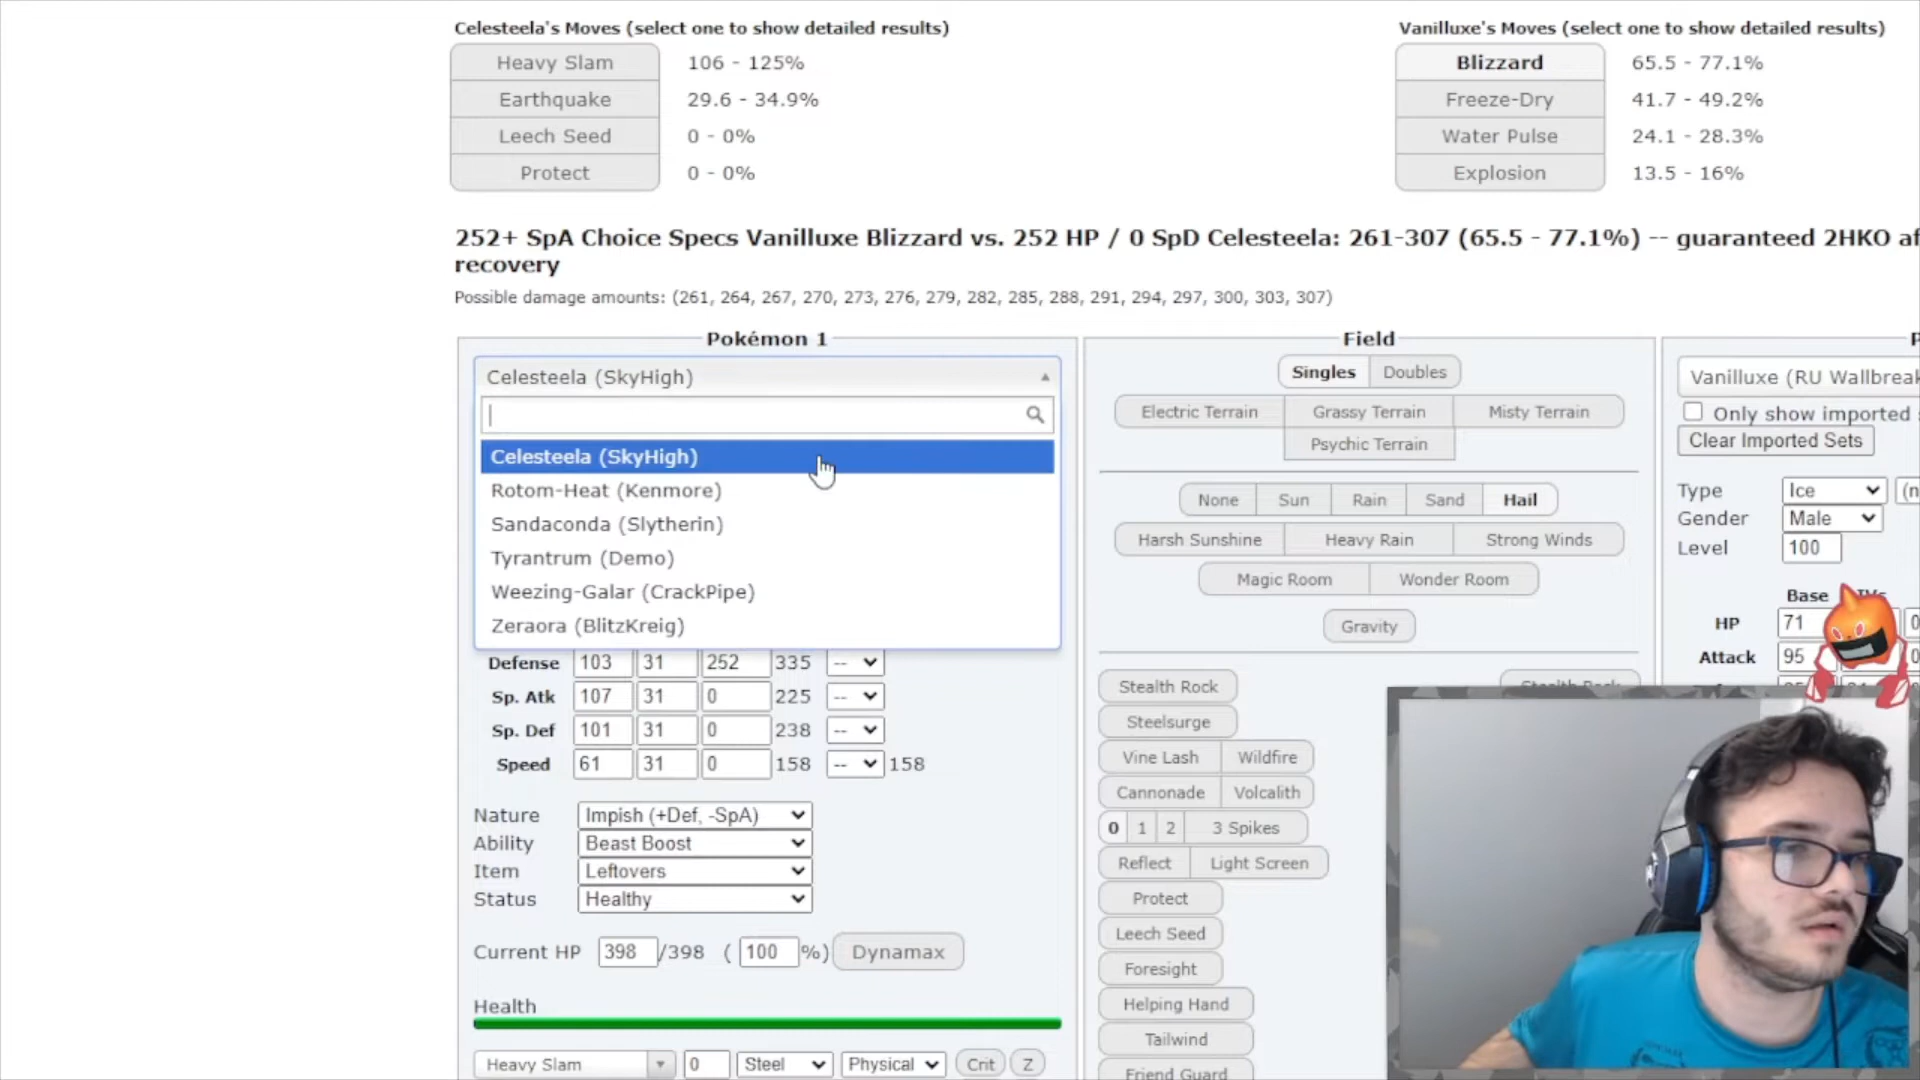 Celesteela's Moves (select one to show detailed results)
Heavy Slam 106 - 125%
Earthquake 29.6 - 34.9%
Leech Seed 0 - 0%
Protect 0 - 0%
Vanilluxe's Moves (select one to show detailed results)
Blizzard 65.5 - 77.1%
Freeze-Dry 41.7 - 49.2%
Water Pulse 24.1 - 28.3%
Explosion 13.5 - 16%
252+ SpA Choice Specs Vanilluxe Blizzard vs. 252 HP / 0 SpD Celesteela: 261-307 (65.5 - 77.1%) -- guaranteed 2HKO af
recovery
Possible damage amounts: (261, 264, 267, 270, 273, 276, 279, 282, 285, 288, 291, 294, 297, 300, 303, 307)
Pokémon 1
Celesteela (SkyHigh)
Celesteela (SkyHigh)
Rotom-Heat (Kenmore)
Sandaconda (Slytherin)
Tyrantrum (Demo)
Weezing-Galar (CrackPipe)
Zeraora (BlitzKreig)
Defense 103 31 252 335 --
Sp. Atk 107 31 0 225 --
Sp. Def 101 31 0 238 --
Speed 61 31 0 158 -- 158
Nature Impish (+Def, -SpA)
Ability Beast Boost
Item Leftovers
Status Healthy
Current HP 398 /398 ( 100 %) Dynamax
Health
Heavy Slam 0 Steel Physical Crit Z
Field
Singles Doubles
Electric Terrain Grassy Terrain Misty Terrain
Psychic Terrain
None Sun Rain Sand Hail
Harsh Sunshine Heavy Rain Strong Winds
Magic Room Wonder Room
Gravity
Stealth Rock Stealth Rock
Steelsurge
Vine Lash Wildfire
Cannonade Volcalith
0 1 2 3 Spikes
Reflect Light Screen
Protect
Leech Seed
Foresight
Helping Hand
Tailwind
Friend Guard
P
Vanilluxe (RU Wallbreak
Only show imported s
Clear Imported Sets
Type Ice (n
Gender Male
Level 100
Base
HP 71 0
Attack 95